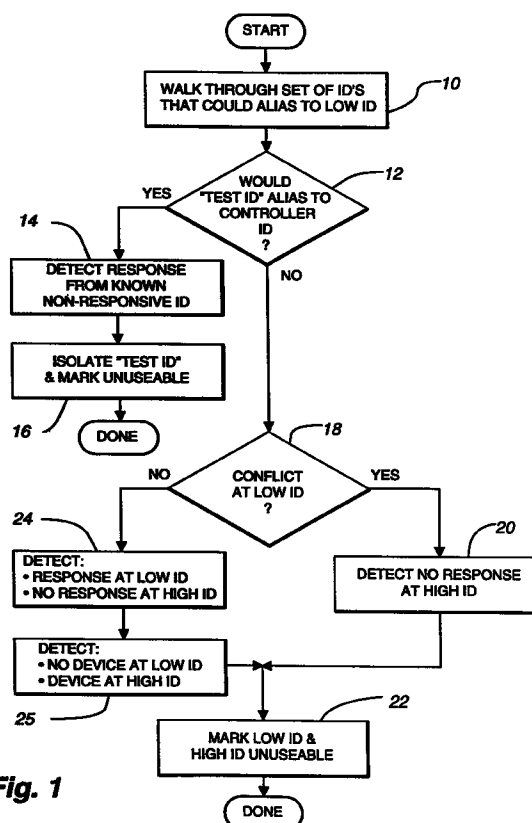 START
WALK THROUGH SET OF ID'S
THAT COULD ALIAS TO LOW ID
10
WOULD
"TEST ID" ALIAS TO
CONTROLLER
ID
?
12
YES
NO
14
DETECT RESPONSE
FROM KNOWN
NON-RESPONSIVE ID
ISOLATE "TEST ID"
& MARK UNUSEABLE
16
DONE
18
CONFLICT
AT LOW ID
?
NO
YES
24
DETECT:
• RESPONSE AT LOW ID
• NO RESPONSE AT HIGH ID
20
DETECT NO RESPONSE
AT HIGH ID
DETECT:
• NO DEVICE AT LOW ID
• DEVICE AT HIGH ID
25
22
MARK LOW ID &
HIGH ID UNUSEABLE
DONE
Fig. 1